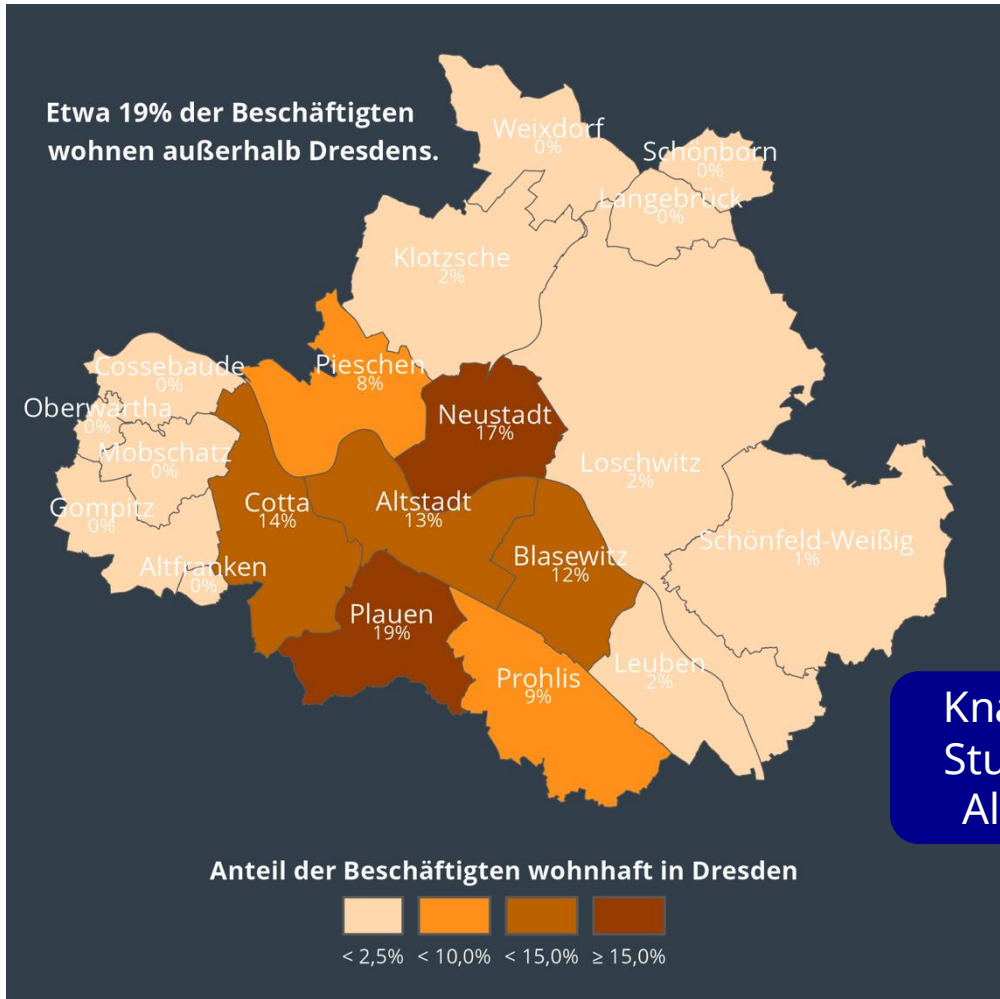 Etwa 19% der Beschäftigten
wohnen außerhalb Dresdens.
Weixdorf
0%
Schönborn
0%
Langebrück
0%
Klotzsche
2%
Cossebaude
0%
Pieschen
8%
Oberwartha
0%
Neustadt
17%
Mobschatz
0%
Loschwitz
2%
Gompitz
0%
Cotta
14%
Altstadt
13%
Schönfeld-Weißig
1%
Blasewitz
12%
Altfranken
0%
Plauen
19%
Leuben
2%
Prohlis
9%
Anteil der Beschäftigten wohnhaft in Dresden
< 2,5% < 10,0% < 15,0% ≥ 15,0%